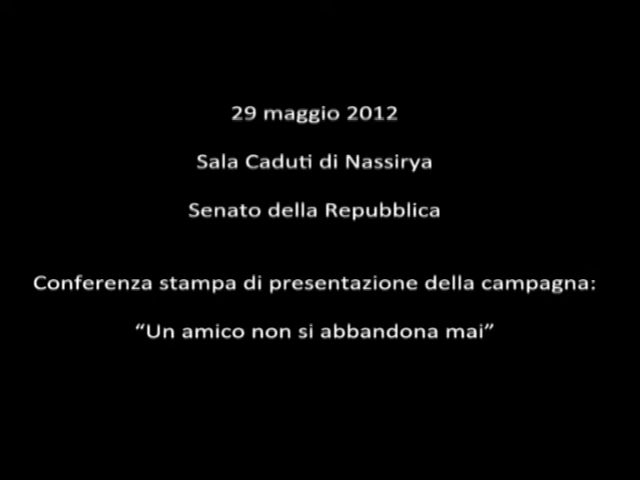 29 maggio 2012
Sala Caduti di Nassirya
Senato della Repubblica
Conferenza stampa di presentazione della campagna:
“Un amico non si abbandona mai”